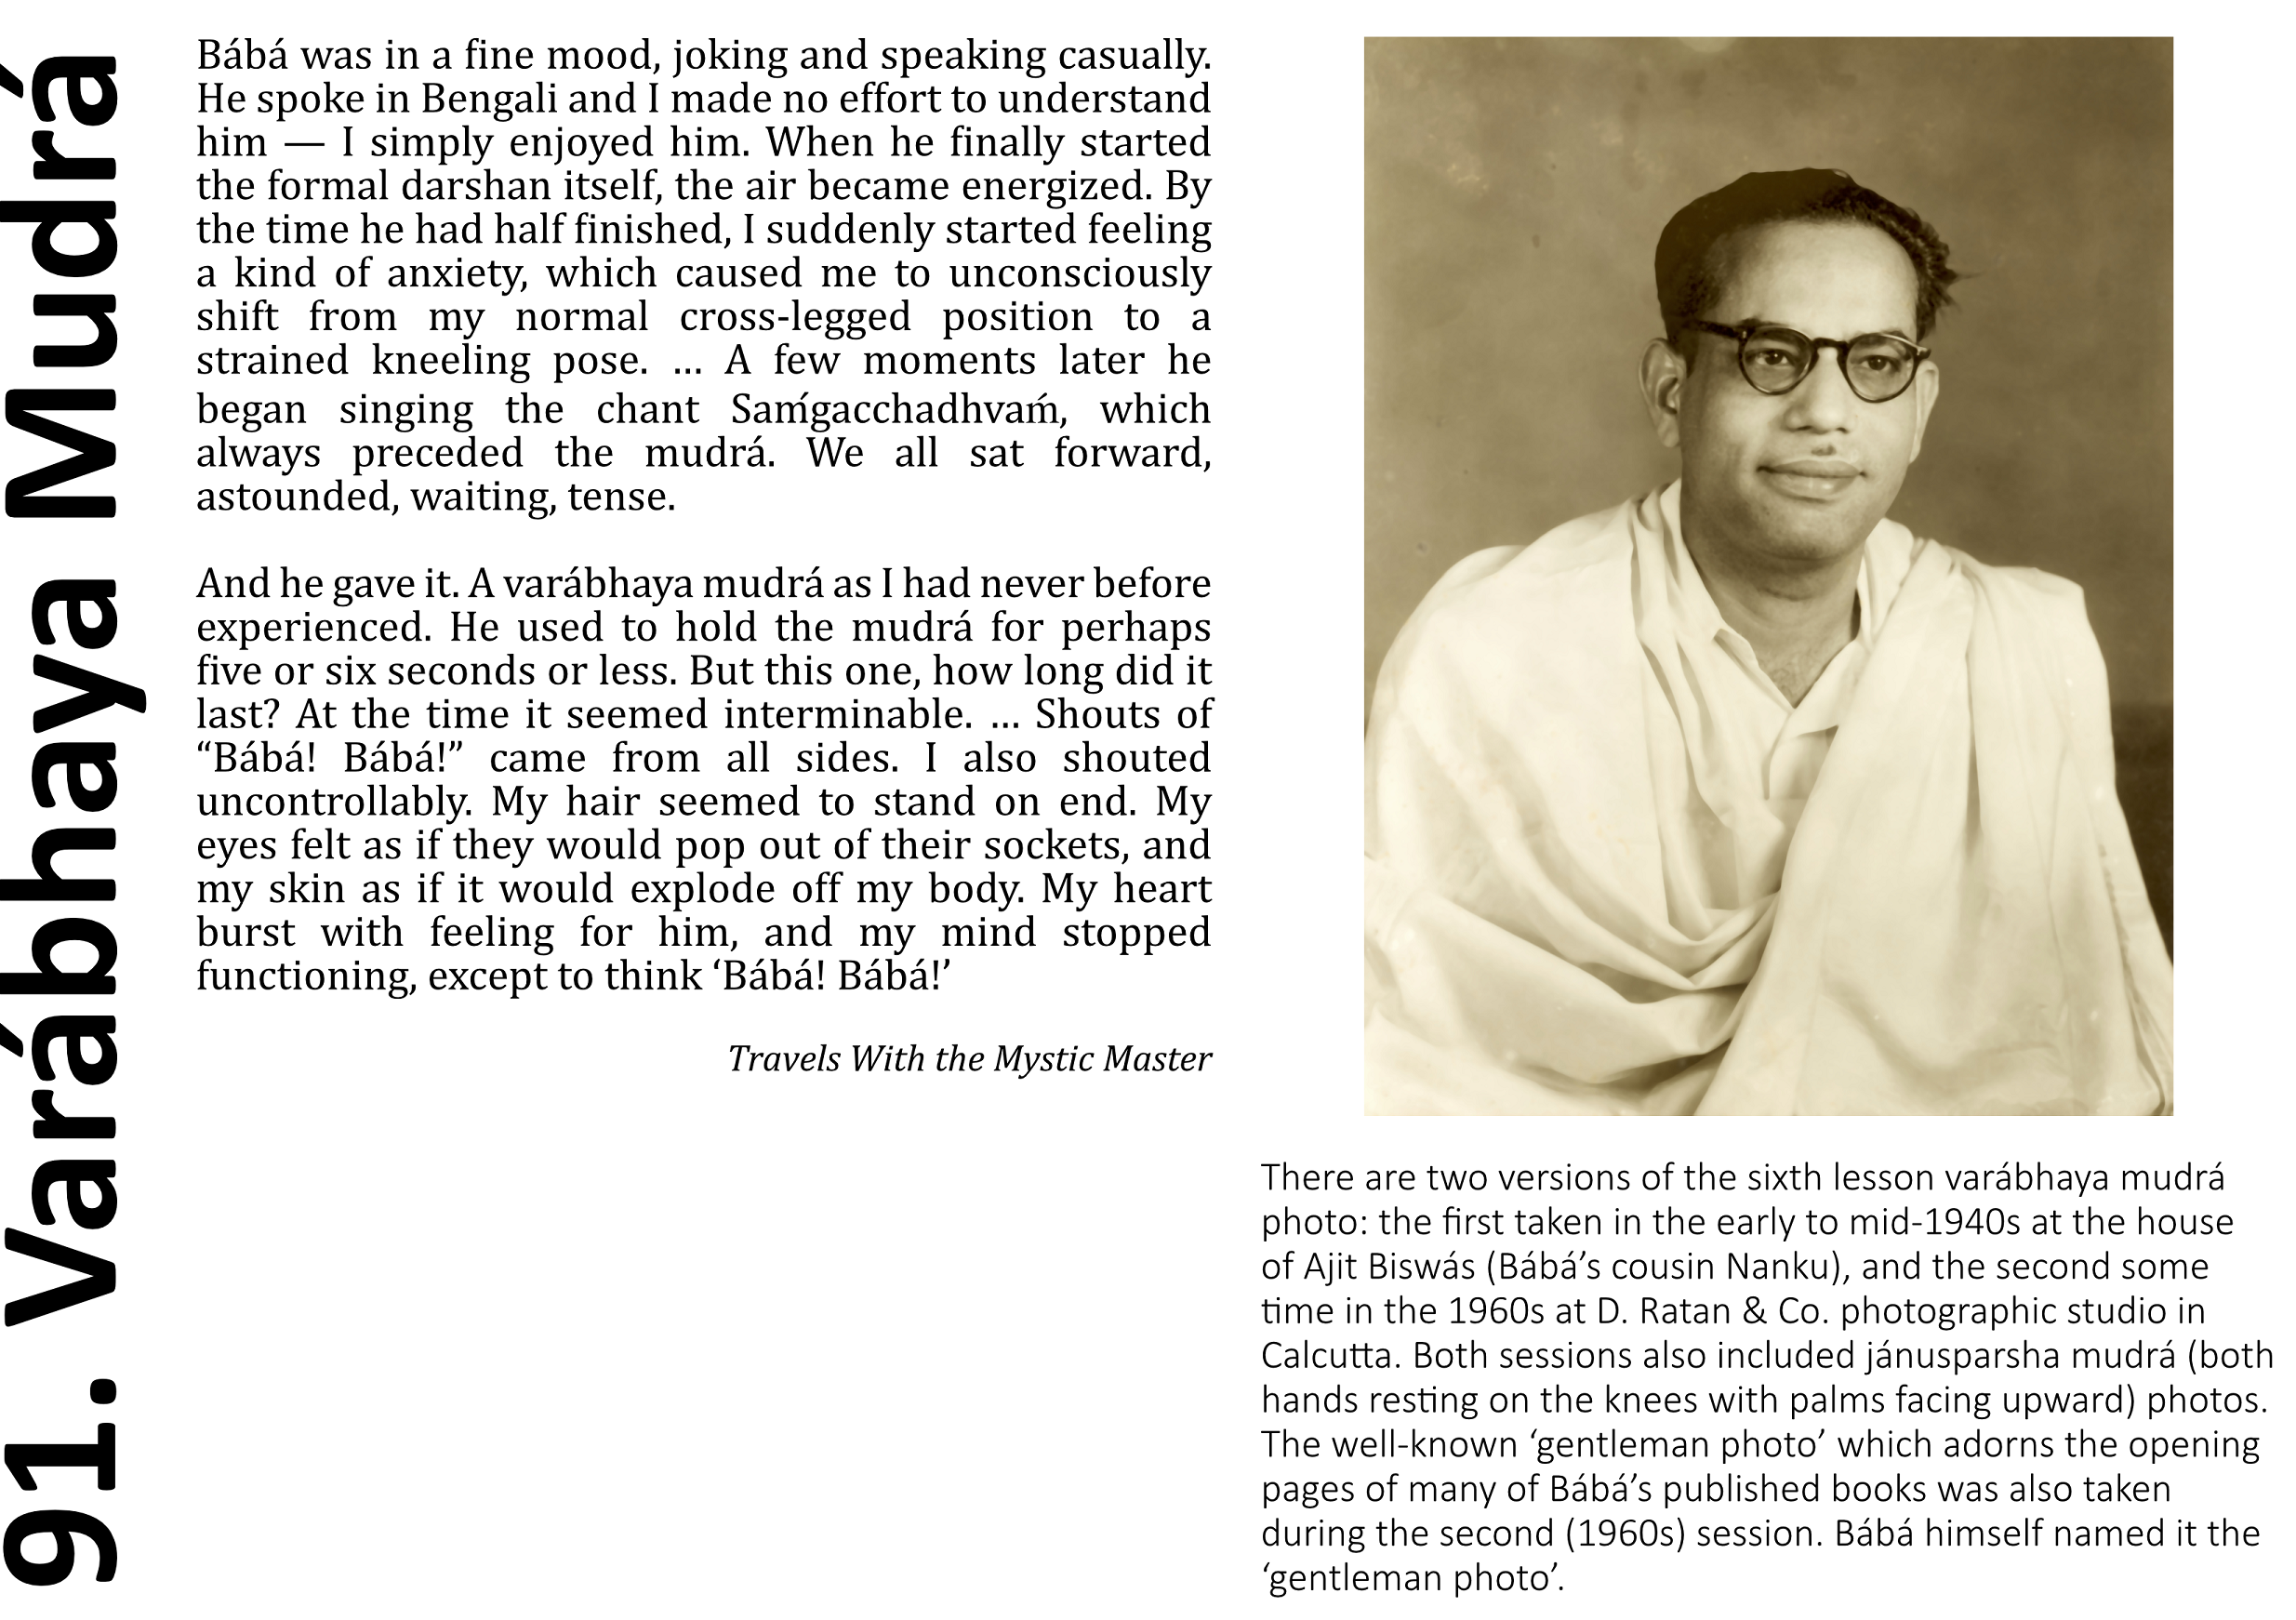 91. Varábhaya Mudrá
Bábá was in a fine mood, joking and speaking casually.
He spoke in Bengali and I made no effort to understand
him — I simply enjoyed him. When he finally started
the formal darshan itself, the air became energized. By
the time he had half finished, I suddenly started feeling
a kind of anxiety, which caused me to unconsciously
shift from my normal cross-legged position to a
strained kneeling pose. ... A few moments later he
began singing the chant Saḿgacchadhvaḿ, which
always preceded the mudrá. We all sat forward,
astounded, waiting, tense.
And he gave it. A varábhaya mudrá as I had never before
experienced. He used to hold the mudrá for perhaps
five or six seconds or less. But this one, how long did it
last? At the time it seemed interminable. ... Shouts of
“Bábá! Bábá!” came from all sides. I also shouted
uncontrollably. My hair seemed to stand on end. My
eyes felt as if they would pop out of their sockets, and
my skin as if it would explode off my body. My heart
burst with feeling for him, and my mind stopped
functioning, except to think ‘Bábá! Bábá!’
Travels With the Mystic Master
There are two versions of the sixth lesson varábhaya mudrá
photo: the first taken in the early to mid-1940s at the house
of Ajit Biswás (Bábá’s cousin Nanku), and the second some
time in the 1960s at D. Ratan & Co. photographic studio in
Calcutta. Both sessions also included jánusparsha mudrá (both
hands resting on the knees with palms facing upward) photos.
The well-known ‘gentleman photo’ which adorns the opening
pages of many of Bábá’s published books was also taken
during the second (1960s) session. Bábá himself named it the
‘gentleman photo’.